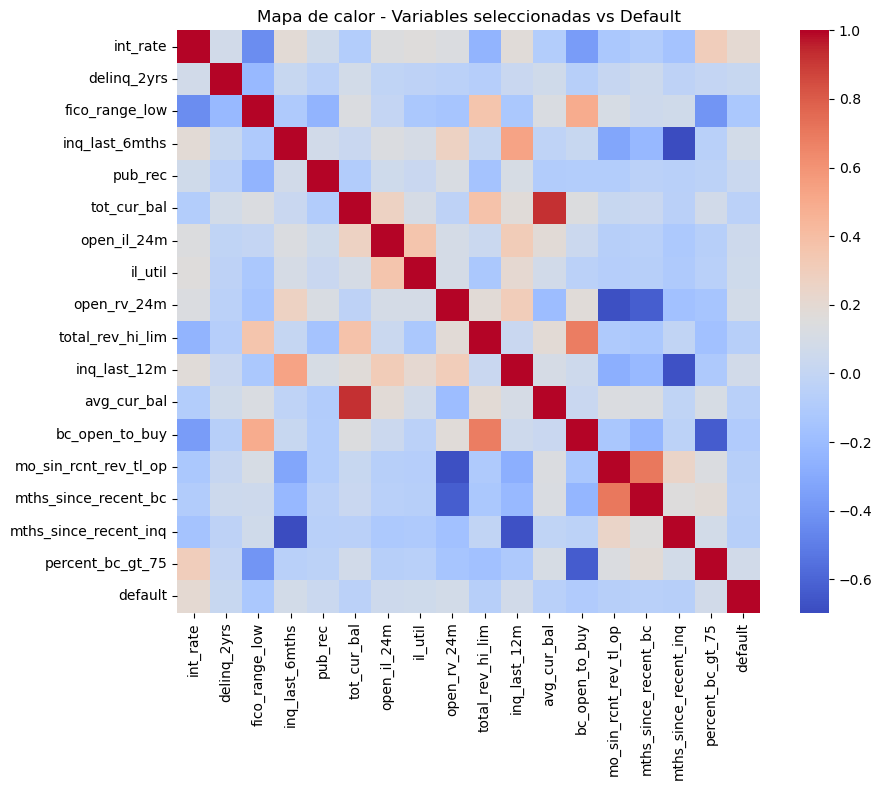 Mapa de calor - Variables seleccionadas vs Default
int_rate
delinq_2yrs
fico_range_low
inq_last_6mths
pub_rec
tot_cur_bal
open_il_24m
il_util
open_rv_24m
total_rev_hi_lim
inq_last_12m
avg_cur_bal
bc_open_to_buy
mo_sin_rcnt_rev_tl_op
mths_since_recent_bc
mths_since_recent_inq
percent_bc_gt_75
default
int_rate
delinq_2yrs
fico_range_low
inq_last_6mths
pub_rec
tot_cur_bal
open_il_24m
il_util
open_rv_24m
total_rev_hi_lim
inq_last_12m
avg_cur_bal
bc_open_to_buy
mo_sin_rcnt_rev_tl_op
mths_since_recent_bc
mths_since_recent_inq
percent_bc_gt_75
default
1.0
0.8
0.6
0.4
0.2
0.0
−0.2
−0.4
−0.6